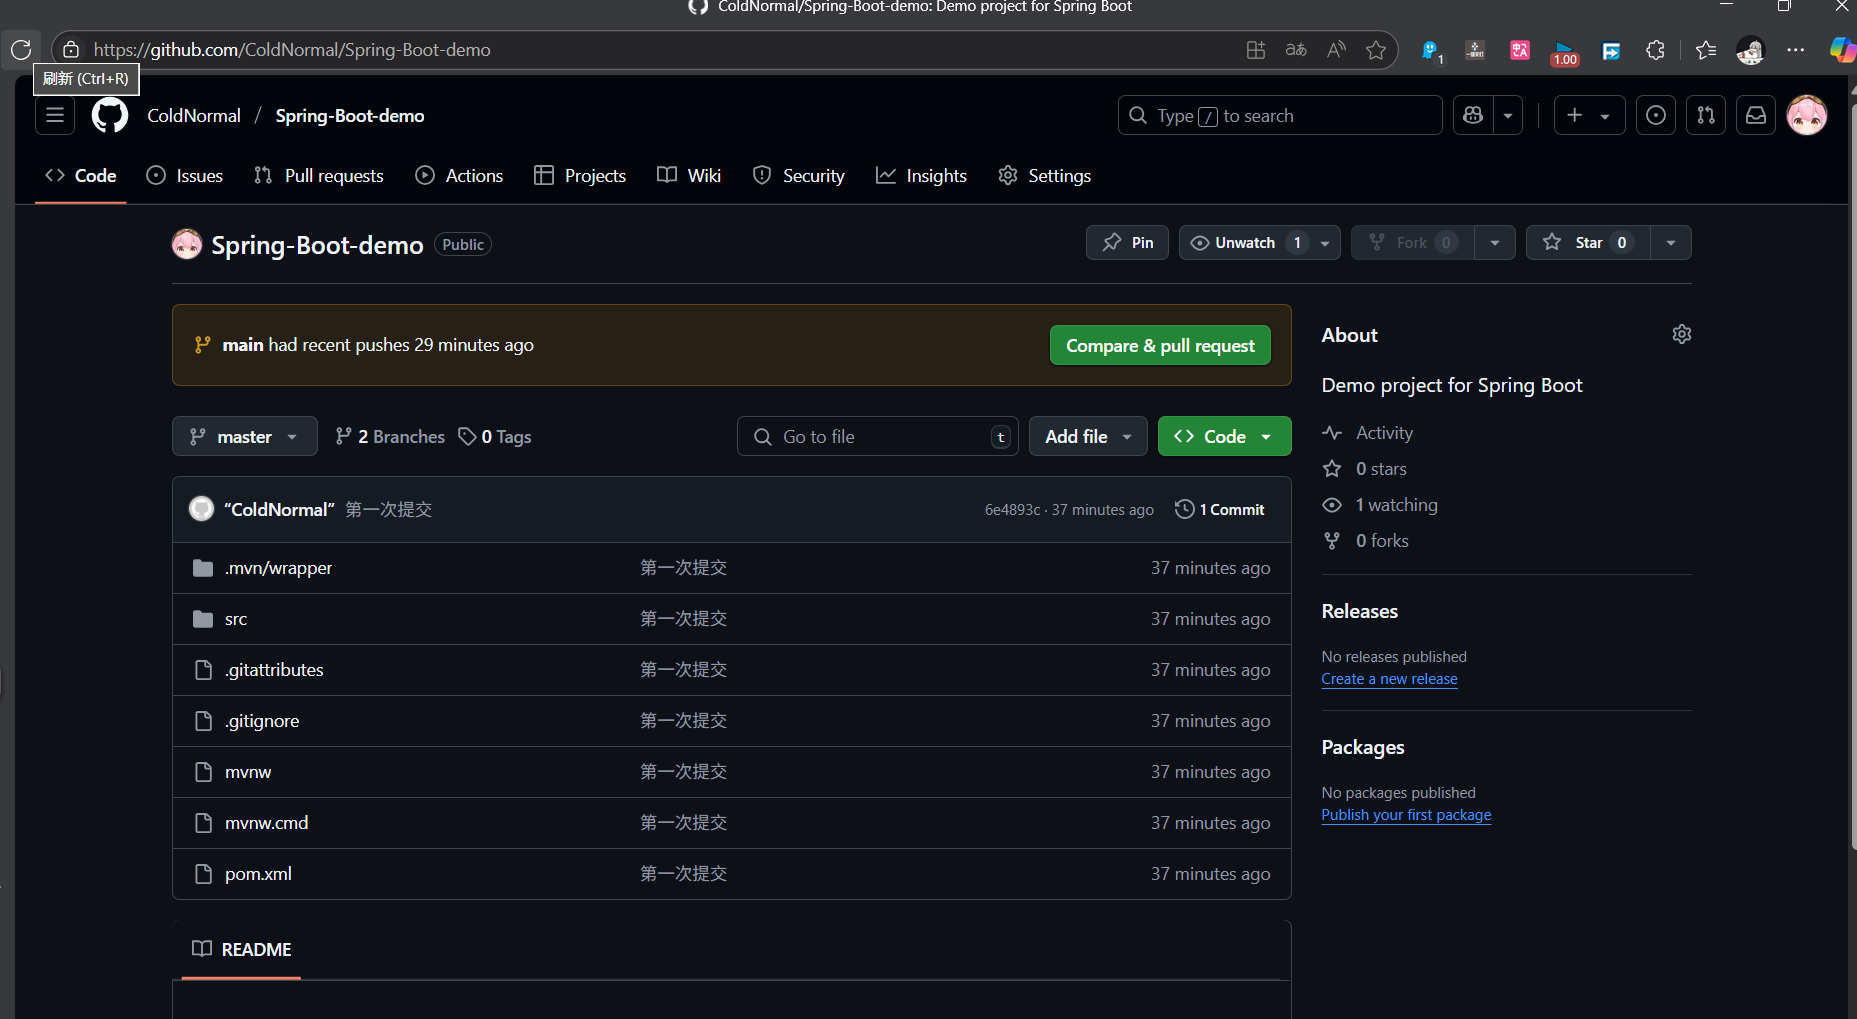 ColdNormal/Spring-Boot-demo: Demo project for Spring Boot
https://github.com/ColdNormal/Spring-Boot-demo
1
1.00
刷新 (Ctrl+R)
ColdNormal / Spring-Boot-demo
Type / to search
Code Issues Pull requests Actions Projects Wiki Security Insights Settings
Spring-Boot-demo Public
Pin Unwatch 1 Fork 0 Star 0
main had recent pushes 29 minutes ago
Compare & pull request
master 2 Branches 0 Tags
Go to file t
Add file
Code
“ColdNormal” 第一次提交 6e4893c · 37 minutes ago 1 Commit
.mvn/wrapper 第一次提交 37 minutes ago
src 第一次提交 37 minutes ago
.gitattributes 第一次提交 37 minutes ago
.gitignore 第一次提交 37 minutes ago
mvnw 第一次提交 37 minutes ago
mvnw.cmd 第一次提交 37 minutes ago
pom.xml 第一次提交 37 minutes ago
README
About
Demo project for Spring Boot
Activity
0 stars
1 watching
0 forks
Releases
No releases published
Create a new release
Packages
No packages published
Publish your first package